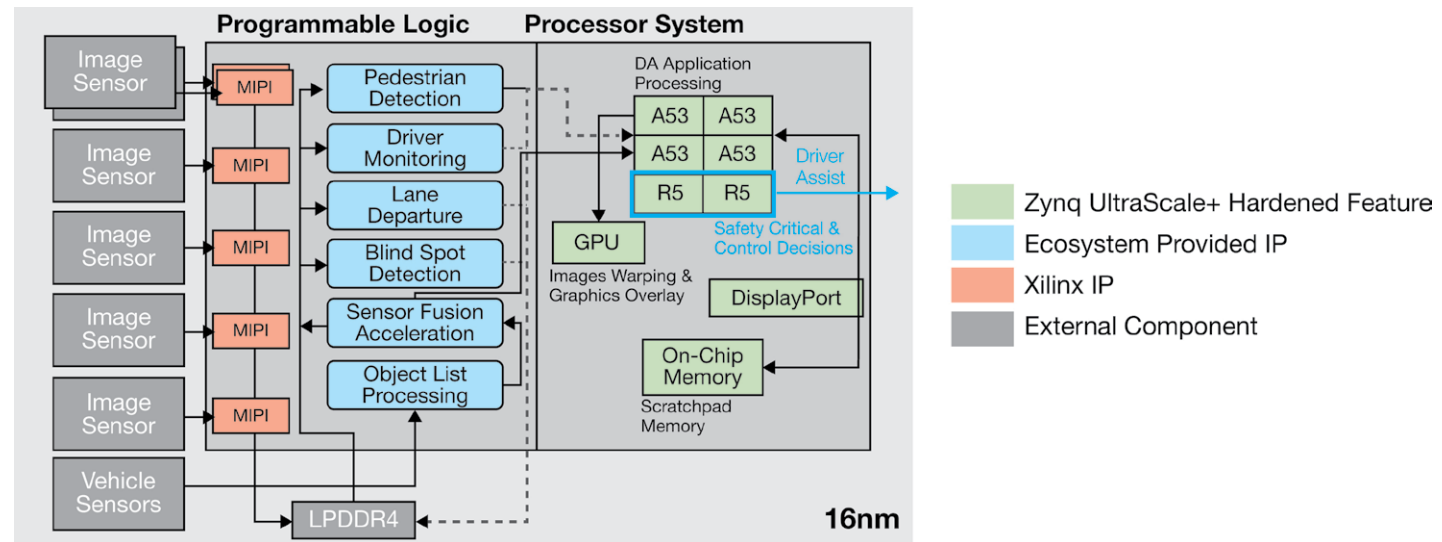 Programmable Logic
Processor System
Image
Sensor
Image
Sensor
Image
Sensor
Image
Sensor
Image
Sensor
Vehicle
Sensors
MIPI
MIPI
MIPI
MIPI
MIPI
LPDDR4
Pedestrian
Detection
Driver
Monitoring
Lane
Departure
Blind Spot
Detection
Sensor Fusion
Acceleration
Object List
Processing
DA Application
Processing
A53 A53
A53 A53
R5 R5
Driver
Assist
Safety Critical &
Control Decisions
GPU
Images Warping &
Graphics Overlay
DisplayPort
On-Chip
Memory
Scratchpad
Memory
16nm
Zynq UltraScale+ Hardened Feature
Ecosystem Provided IP
Xilinx IP
External Component